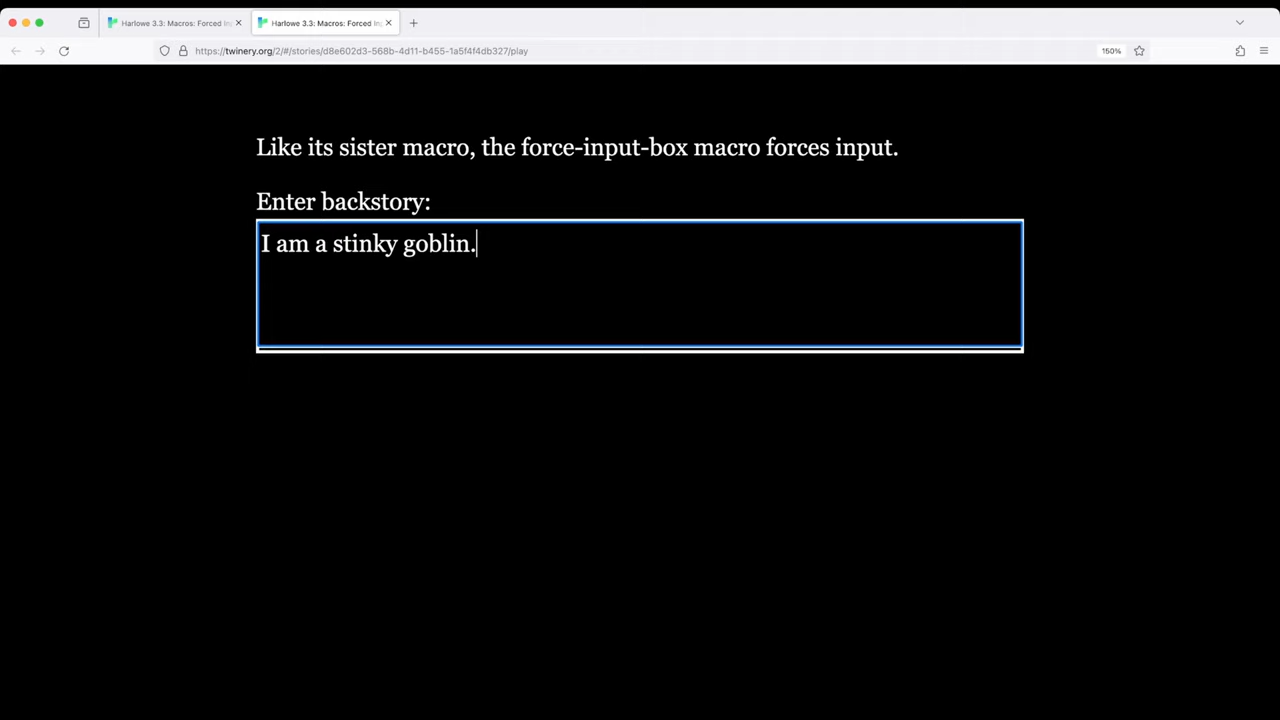 Harlowe 3.3: Macros: Forced In
Harlowe 3.3: Macros: Forced In
https://twinery.org/2/#/stories/d8e602d3-568b-4d11-b455-1a5f4f4db327/play
150%
Like its sister macro, the force-input-box macro forces input.
Enter backstory:
I am a stinky goblin.